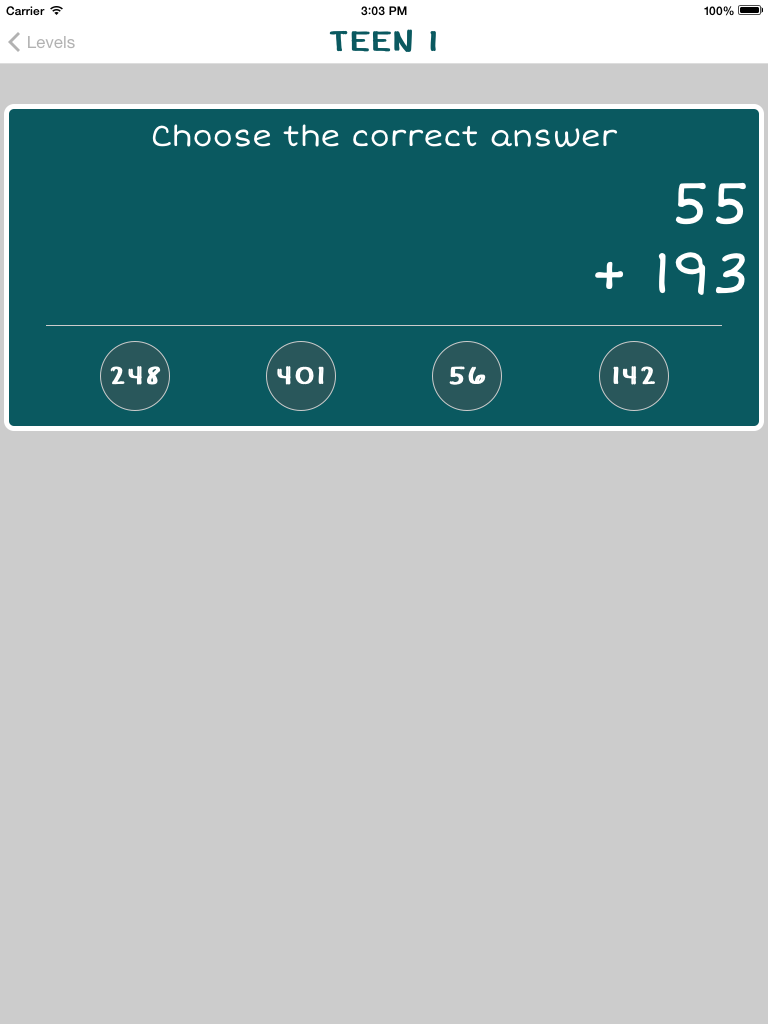 Carrier 3:03 PM 100%
Levels TEEN 1
Choose the correct answer
55
+ 193
248 401 56 142